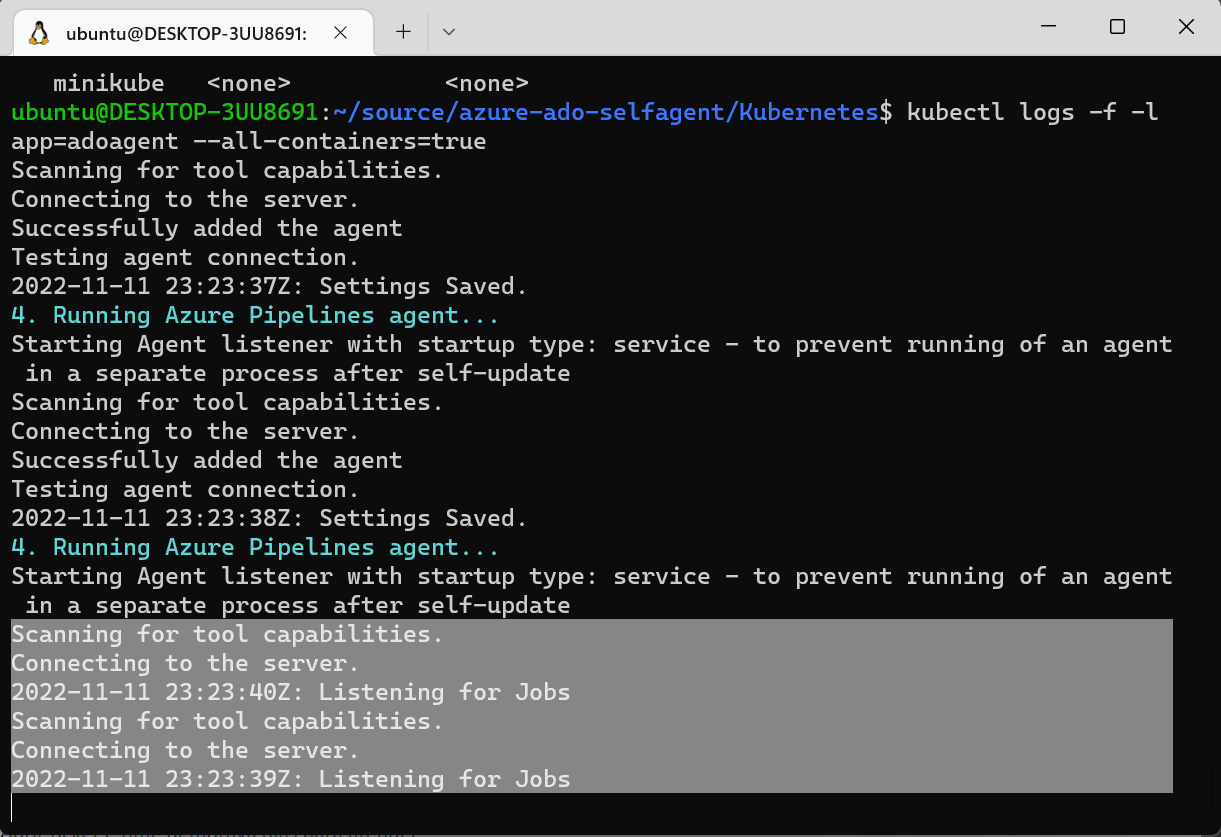 ubuntu@DESKTOP-3UU8691:
minikube   <none>           <none>
ubuntu@DESKTOP-3UU8691:~/source/azure-ado-selfagent/Kubernetes$ kubectl logs -f -l
app=adoagent --all-containers=true
Scanning for tool capabilities.
Connecting to the server.
Successfully added the agent
Testing agent connection.
2022-11-11 23:23:37Z: Settings Saved.
4. Running Azure Pipelines agent...
Starting Agent listener with startup type: service - to prevent running of an agent
in a separate process after self-update
Scanning for tool capabilities.
Connecting to the server.
Successfully added the agent
Testing agent connection.
2022-11-11 23:23:38Z: Settings Saved.
4. Running Azure Pipelines agent...
Starting Agent listener with startup type: service - to prevent running of an agent
in a separate process after self-update
Scanning for tool capabilities.
Connecting to the server.
2022-11-11 23:23:40Z: Listening for Jobs
Scanning for tool capabilities.
Connecting to the server.
2022-11-11 23:23:39Z: Listening for Jobs